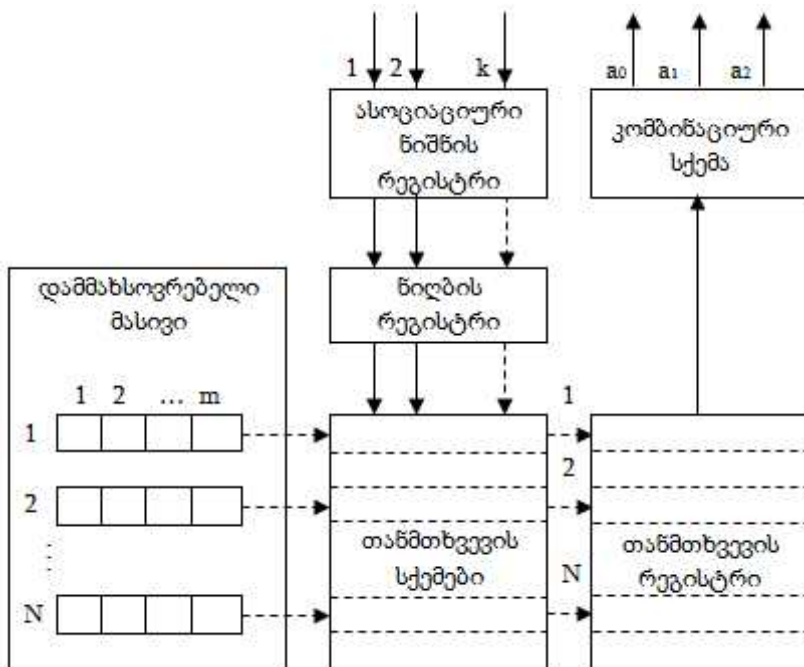 1 2 k
a0 a1 a2
ასოციაციური
ნიშნის
რეგისტრი
კომბინაციური
სქემა
დამმახსოვრებელი
მასივი
ნიღბის
რეგისტრი
1 2 ... m
1
2
N
1
2
N
თანმთხვევის
სქემები
თანმთხვევის
რეგისტრი